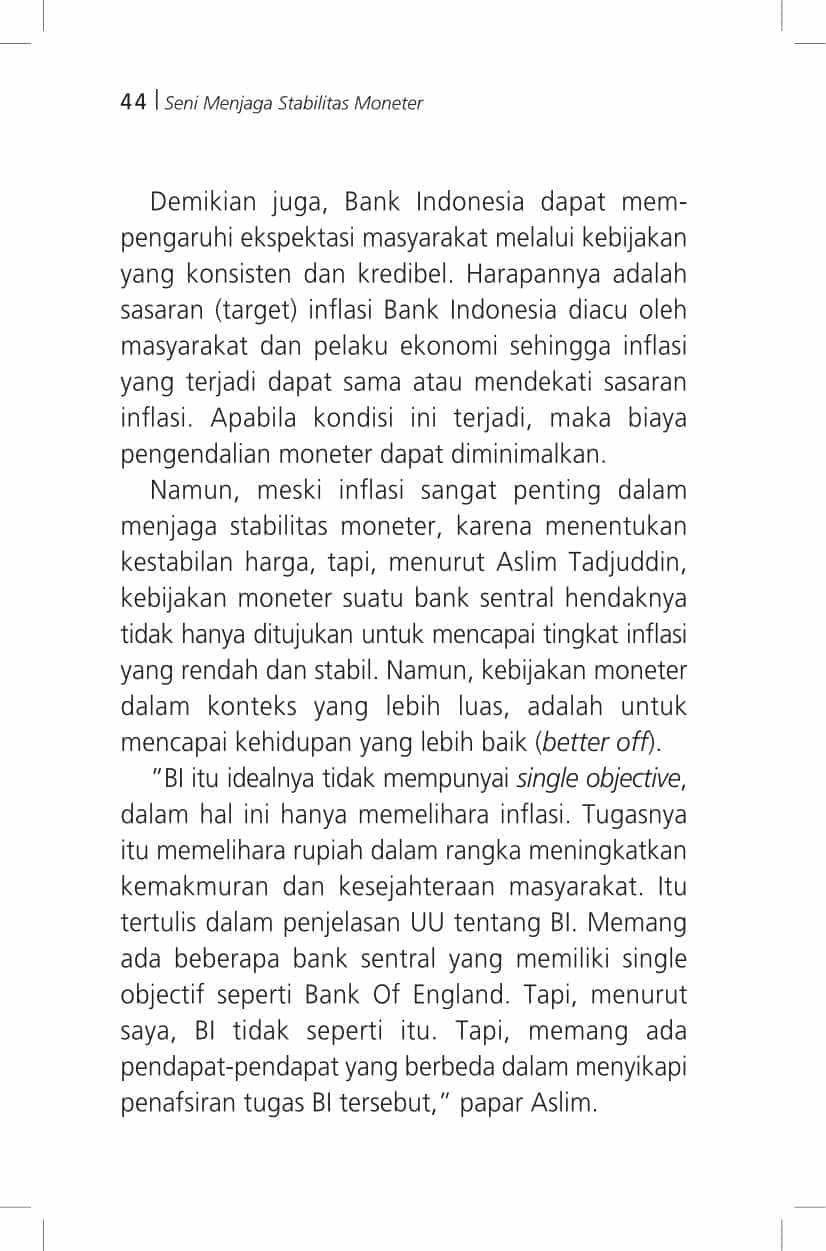 44 | Seni Menjaga Stabilitas Moneter
Demikian juga, Bank Indonesia dapat mem-
pengaruhi ekspektasi masyarakat melalui kebijakan
yang konsisten dan kredibel. Harapannya adalah
sasaran (target) inflasi Bank Indonesia diacu oleh
masyarakat dan pelaku ekonomi sehingga inflasi
yang terjadi dapat sama atau mendekati sasaran
inflasi. Apabila kondisi ini terjadi, maka biaya
pengendalian moneter dapat diminimalkan.
Namun, meski inflasi sangat penting dalam
menjaga stabilitas moneter, karena menentukan
kestabilan harga, tapi, menurut Aslim Tadjuddin,
kebijakan moneter suatu bank sentral hendaknya
tidak hanya ditujukan untuk mencapai tingkat inflasi
yang rendah dan stabil. Namun, kebijakan moneter
dalam konteks yang lebih luas, adalah untuk
mencapai kehidupan yang lebih baik (better off).
”BI itu idealnya tidak mempunyai single objective,
dalam hal ini hanya memelihara inflasi. Tugasnya
itu memelihara rupiah dalam rangka meningkatkan
kemakmuran dan kesejahteraan masyarakat. Itu
tertulis dalam penjelasan UU tentang BI. Memang
ada beberapa bank sentral yang memiliki single
objectif seperti Bank Of England. Tapi, menurut
saya, BI tidak seperti itu. Tapi, memang ada
pendapat-pendapat yang berbeda dalam menyikapi
penafsiran tugas BI tersebut,” papar Aslim.